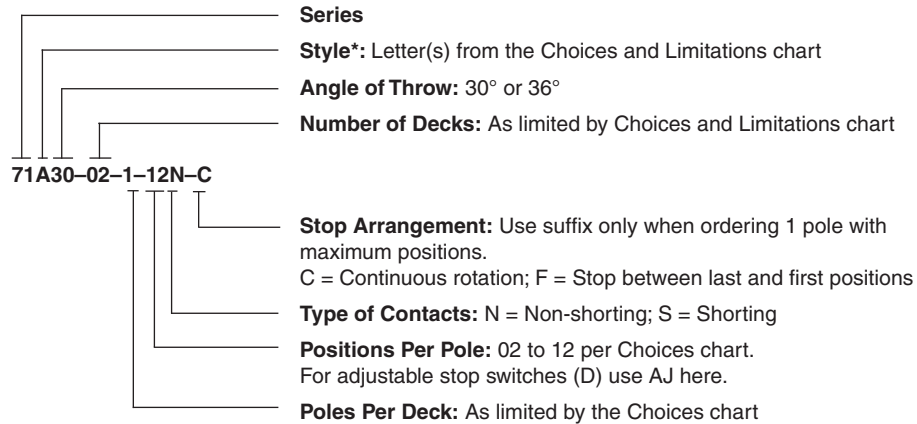 Series
Style*: Letter(s) from the Choices and Limitations chart
Angle of Throw: 30° or 36°
Number of Decks: As limited by Choices and Limitations chart
71A30–02–1–12N–C
Stop Arrangement: Use suffix only when ordering 1 pole with
maximum positions.
C = Continuous rotation; F = Stop between last and first positions
Type of Contacts: N = Non-shorting; S = Shorting
Positions Per Pole: 02 to 12 per Choices chart.
For adjustable stop switches (D) use AJ here.
Poles Per Deck: As limited by the Choices chart